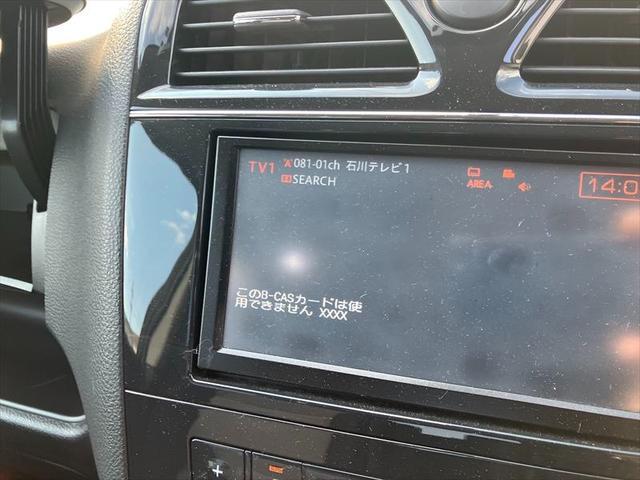 TV1 081-01ch 石川テレビ1
SEARCH
AREA
14:0
このB-CASカードは使
用できません XXXX
+